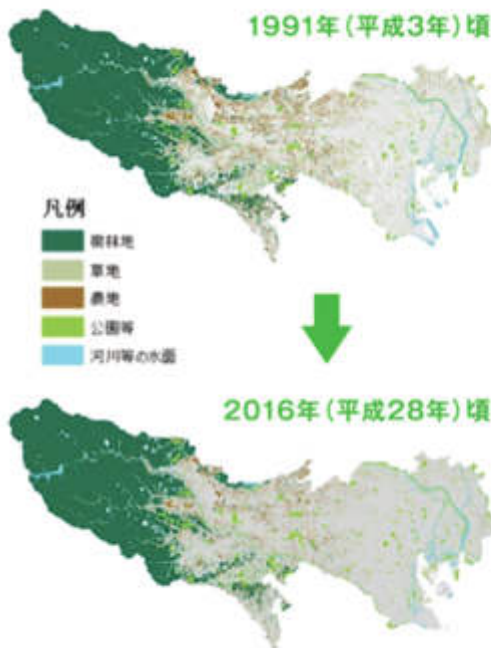 1991年(平成3年)頃
凡例
樹林地
草地
農地
公園等
河川等の水面
2016年(平成28年)頃